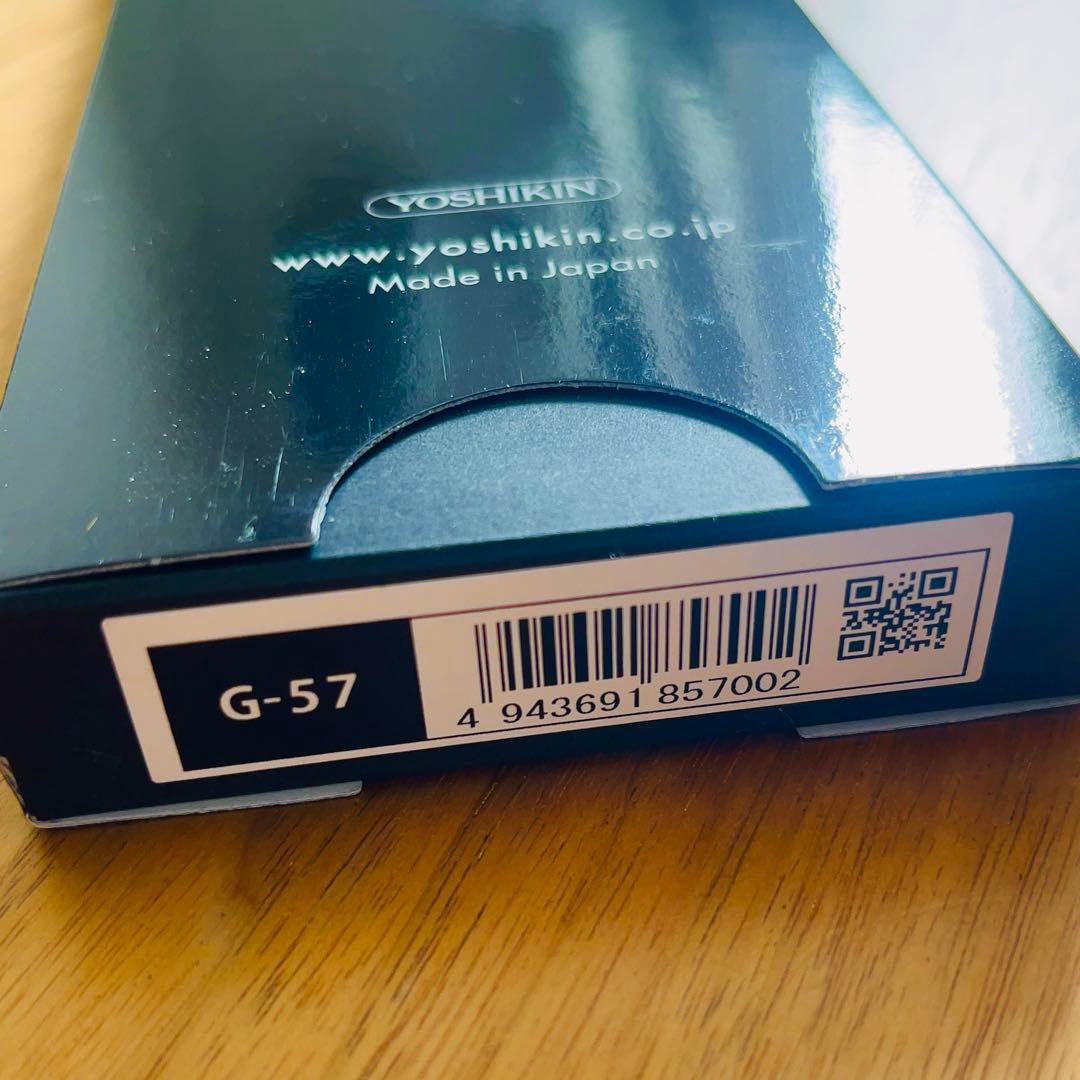 YOSHIKIN
www.yoshikin.co.jp
Made in Japan
G-57
4 943691 857002